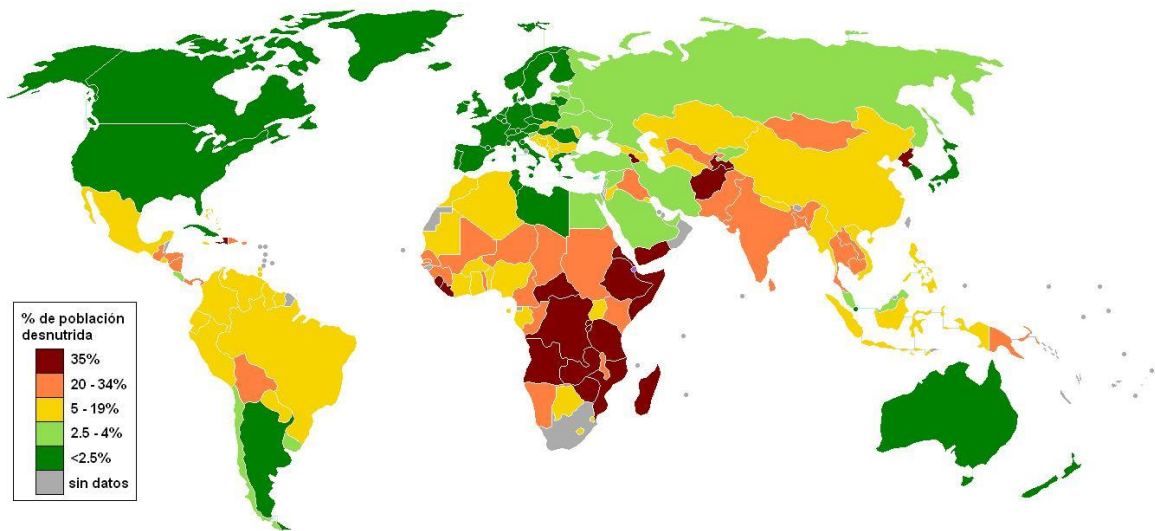 % de población
desnutrida
35%
20 - 34%
5 - 19%
2.5 - 4%
<2.5%
sin datos